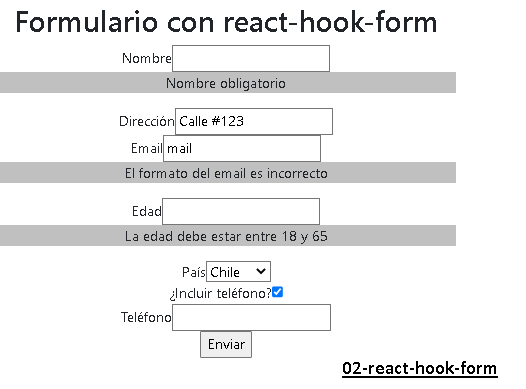 Formulario con react-hook-form
Nombre
Nombre obligatorio
Dirección Calle #123
Email mail
El formato del email es incorrecto
Edad
La edad debe estar entre 18 y 65
País Chile
¿Incluir teléfono?
Teléfono
Enviar
02-react-hook-form